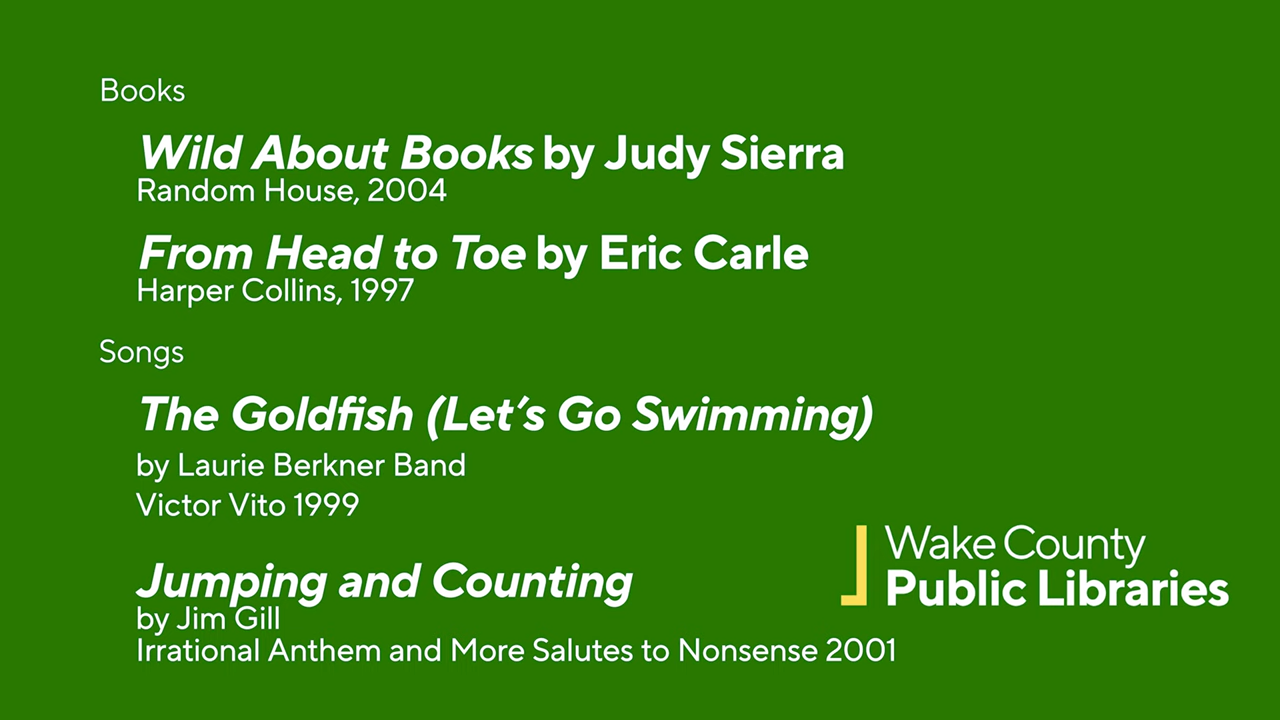 Books
Wild About Books by Judy Sierra
Random House, 2004
From Head to Toe by Eric Carle
Harper Collins, 1997
Songs
The Goldfish (Let's Go Swimming)
by Laurie Berkner Band
Victor Vito 1999
Jumping and Counting
by Jim Gill
Irrational Anthem and More Salutes to Nonsense 2001
Wake County
Public Libraries